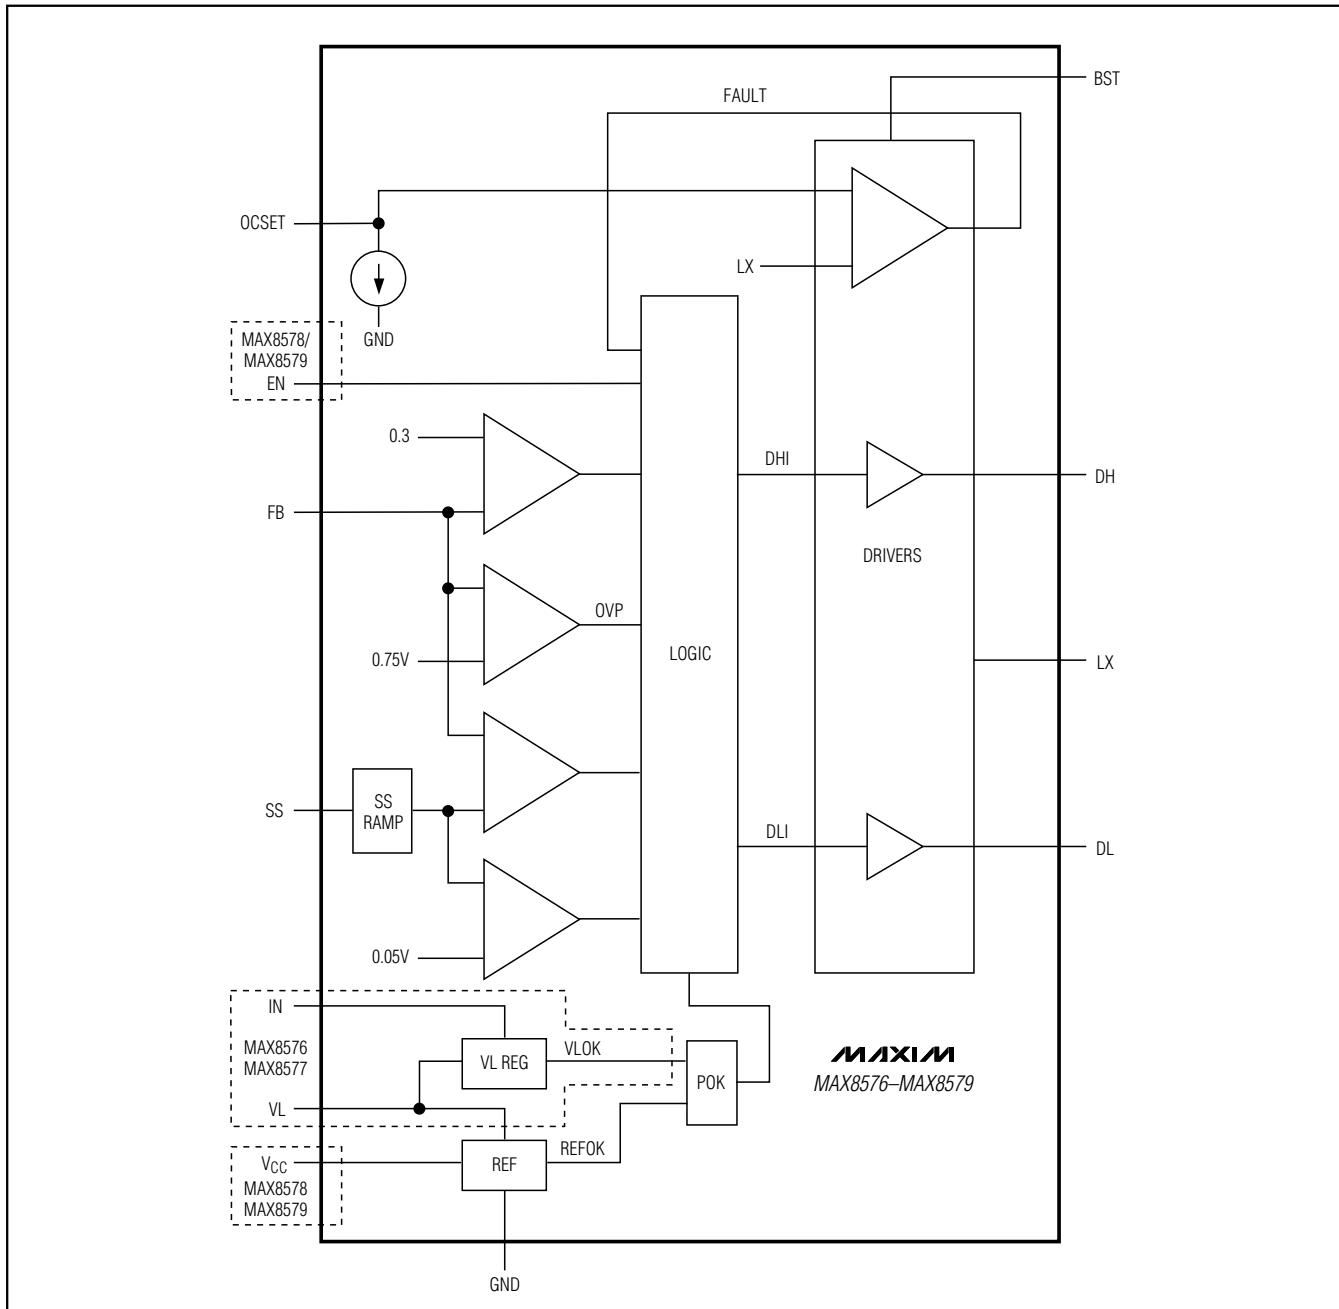 BST
FAULT
OCSET
LX
GND
MAX8578/
MAX8579
EN
0.3
DHI
DH
FB
DRIVERS
OVP
LOGIC
0.75V
LX
SS
SS
RAMP
DLI
DL
0.05V
IN
MAX8576
MAX8577
VL REG
VLOK
POK
MAXIM
MAX8576–MAX8579
VL
REFOK
VCC
REF
MAX8578
MAX8579
GND